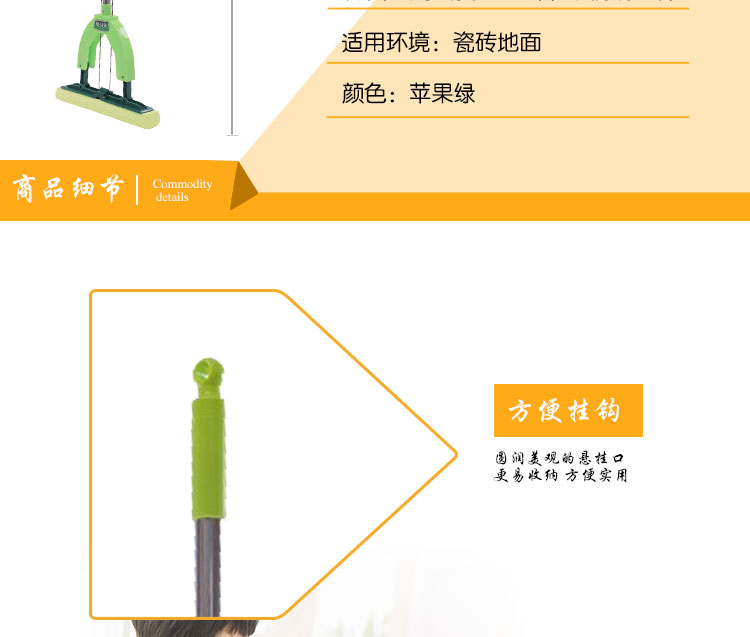 适用环境：瓷砖地面
颜色：苹果绿
商品细节
Commodity
details
方便挂钩
圆润美观的悬挂口
更易收纳 方便实用